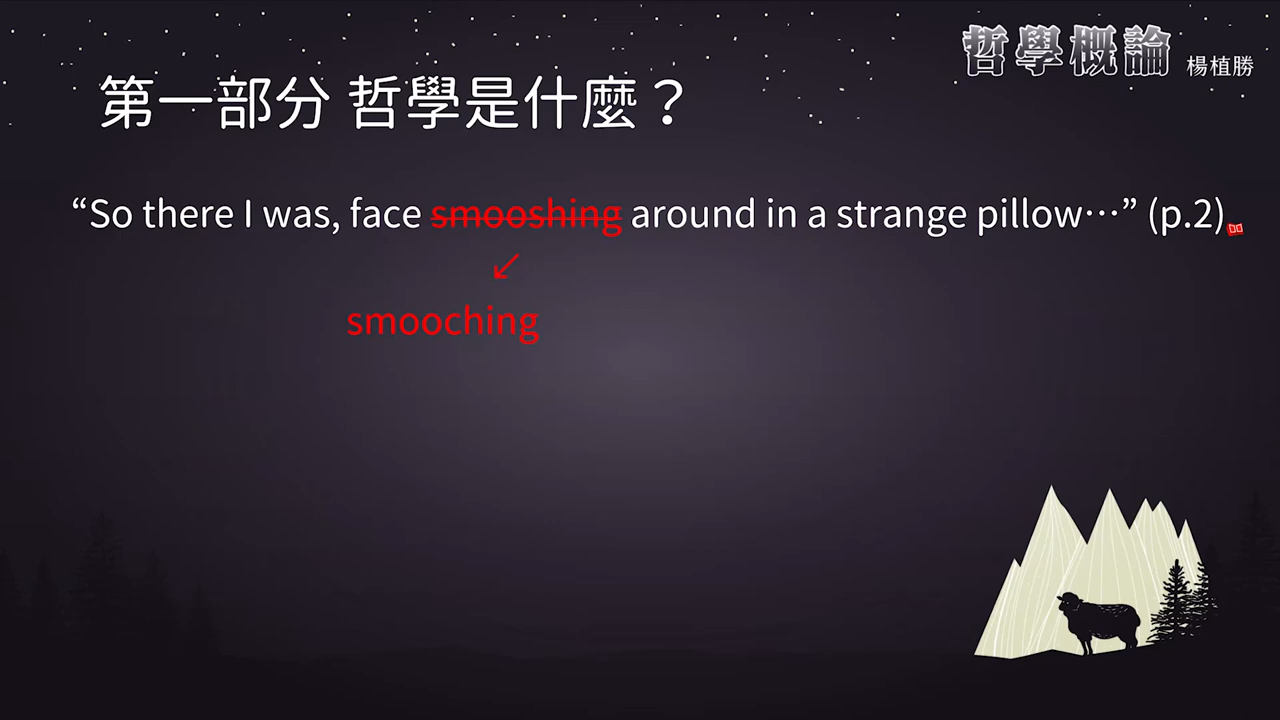 哲學概論 楊植勝
第一部分 哲學是什麼？
“So there I was, face smooshing around in a strange pillow⋯” (p.2)
↙
smooching